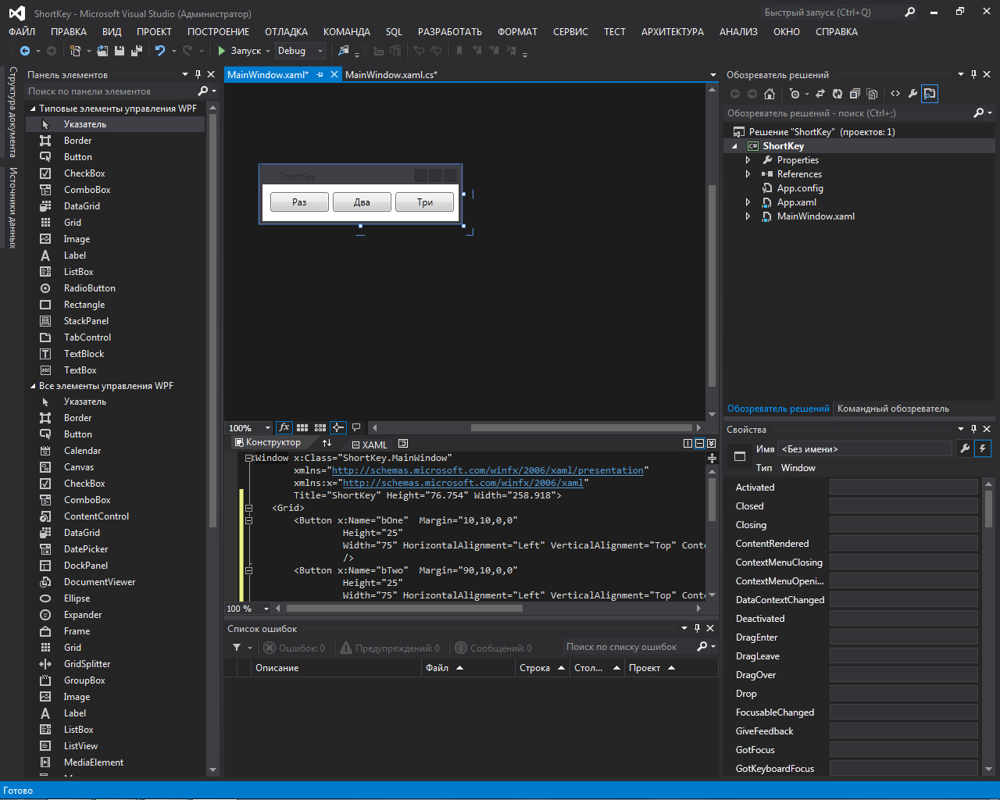 ShortKey - Microsoft Visual Studio (Администратор)
Быстрый запуск (Ctrl+Q)
ФАЙЛ ПРАВКА ВИД ПРОЕКТ ПОСТРОЕНИЕ ОТЛАДКА КОМАНДА SQL РАЗРАБОТАТЬ ФОРМАТ СЕРВИС ТЕСТ АРХИТЕКТУРА АНАЛИЗ ОКНО СПРАВКА
Запуск Debug
Структура документа
Источники данных
Панель элементов
Поиск по панели элементов
Типовые элементы управления WPF
Указатель
Border
Button
CheckBox
ComboBox
DataGrid
Grid
Image
Label
ListBox
RadioButton
Rectangle
StackPanel
TabControl
TextBlock
TextBox
Все элементы управления WPF
Указатель
Border
Button
Calendar
Canvas
CheckBox
ComboBox
ContentControl
DataGrid
DatePicker
DockPanel
DocumentViewer
Ellipse
Expander
Frame
Grid
GridSplitter
GroupBox
Image
Label
ListBox
ListView
MediaElement
MainWindow.xaml* MainWindow.xaml.cs*
ShortKey
Раз Два Три
100%
Конструктор XAML
<Window x:Class="ShortKey.MainWindow"
xmlns="http://schemas.microsoft.com/winfx/2006/xaml/presentation"
xmlns:x="http://schemas.microsoft.com/winfx/2006/xaml"
Title="ShortKey" Height="76.754" Width="258.918">
<Grid>
<Button x:Name="bOne" Margin="10,10,0,0"
Height="25"
Width="75" HorizontalAlignment="Left" VerticalAlignment="Top" Conte
/>
<Button x:Name="bTwo" Margin="90,10,0,0"
Height="25"
Width="75" HorizontalAlignment="Left" VerticalAlignment="Top" Conte
100 %
Список ошибок
Ошибок: 0 Предупреждений: 0 Сообщений: 0 Поиск по списку ошибок
Описание Файл Строка Стол... Проект
Обозреватель решений
Обозреватель решений - поиск (Ctrl+;)
Решение "ShortKey" (проектов: 1)
C# ShortKey
Properties
References
App.config
App.xaml
MainWindow.xaml
Обозреватель решений Командный обозреватель
Свойства
Имя <Без имени>
Тип Window
Activated
Closed
Closing
ContentRendered
ContextMenuClosing
ContextMenuOpeni...
DataContextChanged
Deactivated
DragEnter
DragLeave
DragOver
Drop
FocusableChanged
GiveFeedback
GotFocus
GotKeyboardFocus
Готово